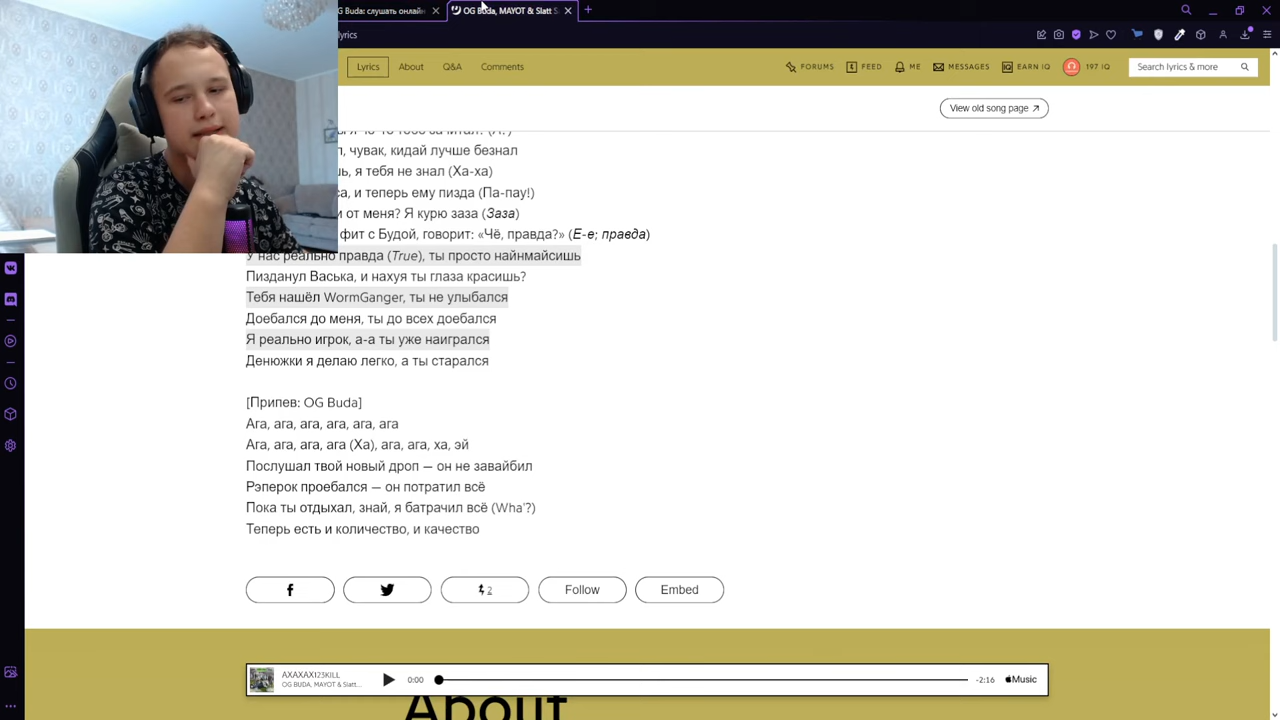 OG Buda: слушать онлайн
OG Buda, MAYOT & Slatt S
lyrics
Lyrics
About
Q&A
Comments
FORUMS
FEED
ME
MESSAGES
EARN IQ
197 IQ
Search lyrics & more
View old song page
л, чувак, кидай лучше безнал
шь, я тебя не знал (Ха-ха)
са, и теперь ему пизда (Па-пау!)
и от меня? Я курю заза (Заза)
фит с Будой, говорит: «Чё, правда?» (Е-е; правда)
У нас реально правда (True), ты просто найнмайсишь
Пизданул Васька, и нахуя ты глаза красишь?
Тебя нашёл WormGanger, ты не улыбался
Доебался до меня, ты до всех доебался
Я реально игрок, а-а ты уже наигрался
Денюжки я делаю легко, а ты старался
[Припев: OG Buda]
Ага, ага, ага, ага, ага, ага
Ага, ага, ага, ага (Ха), ага, ага, ха, эй
Послушал твой новый дроп — он не завайбил
Рэперок проебался — он потратил всё
Пока ты отдыхал, знай, я батрачил всё (Wha'?)
Теперь есть и количество, и качество
2
Follow
Embed
AXAXAX123KILL
OG BUDA, MAYOT & Slatt...
0:00
-2:16
Music
About